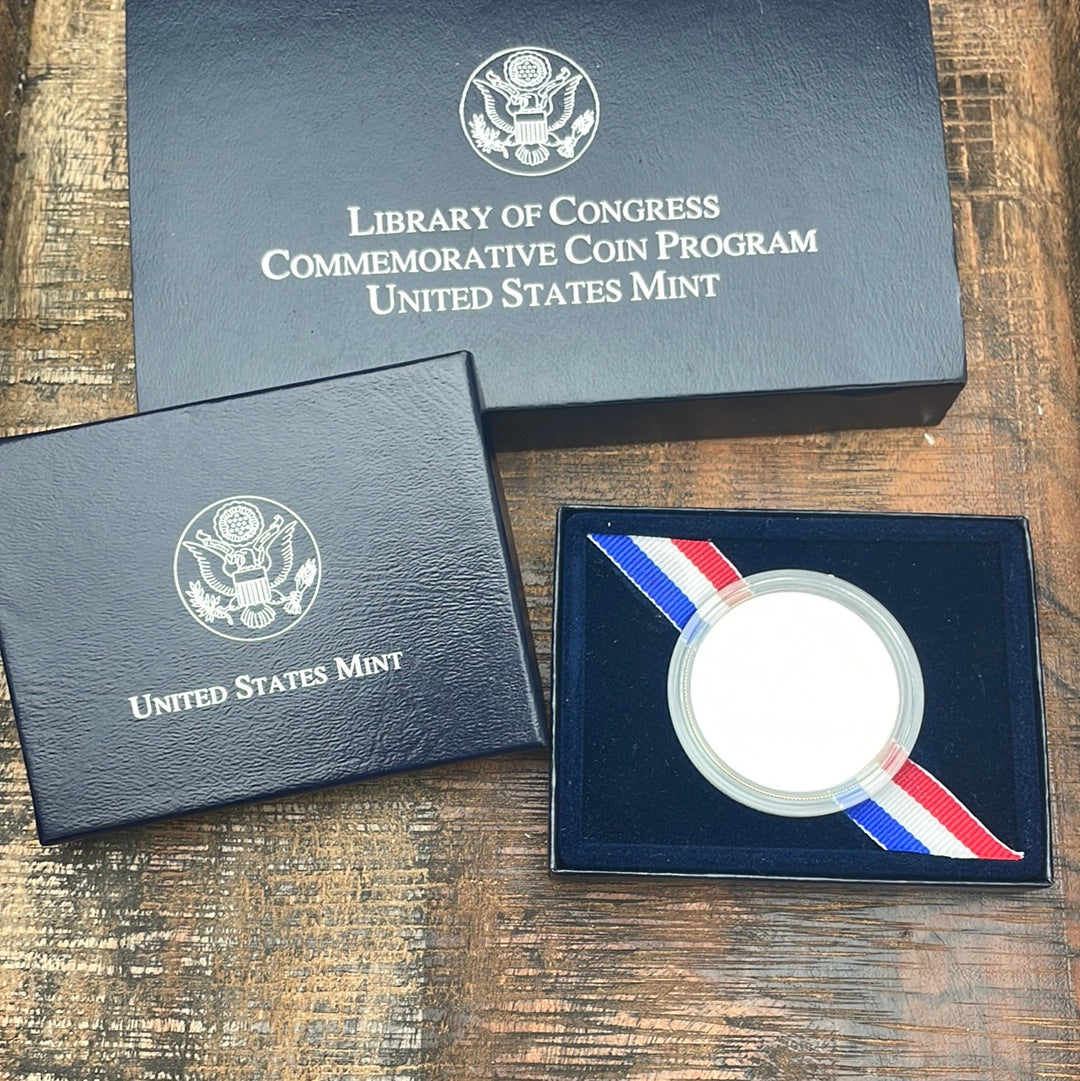 Library of Congress
Commemorative Coin Program
United States Mint
United States Mint